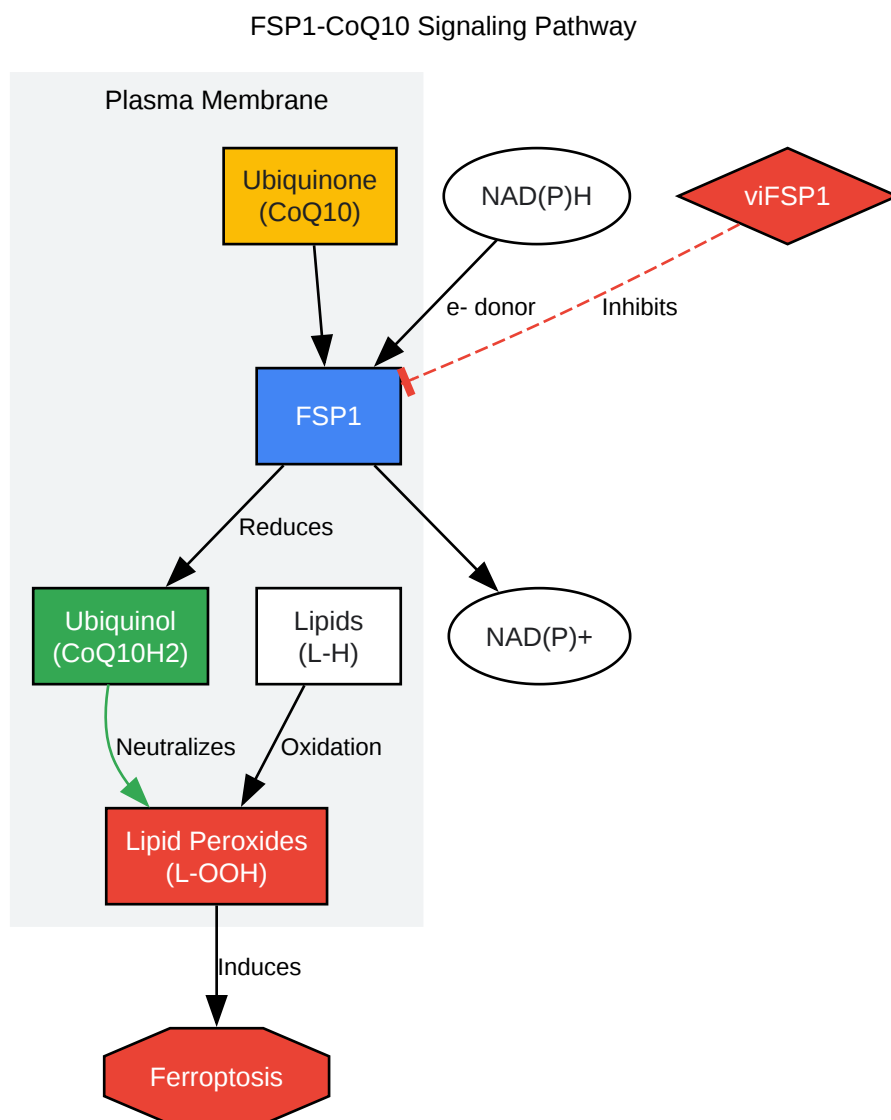 FSP1-CoQ10 Signaling Pathway
Plasma Membrane
Ubiquinone
(CoQ10)
NAD(P)H
viFSP1
e- donor
Inhibits
FSP1
Reduces
Ubiquinol
(CoQ10H2)
Lipids
(L-H)
NAD(P)+
Neutralizes
Oxidation
Lipid Peroxides
(L-OOH)
Induces
Ferroptosis